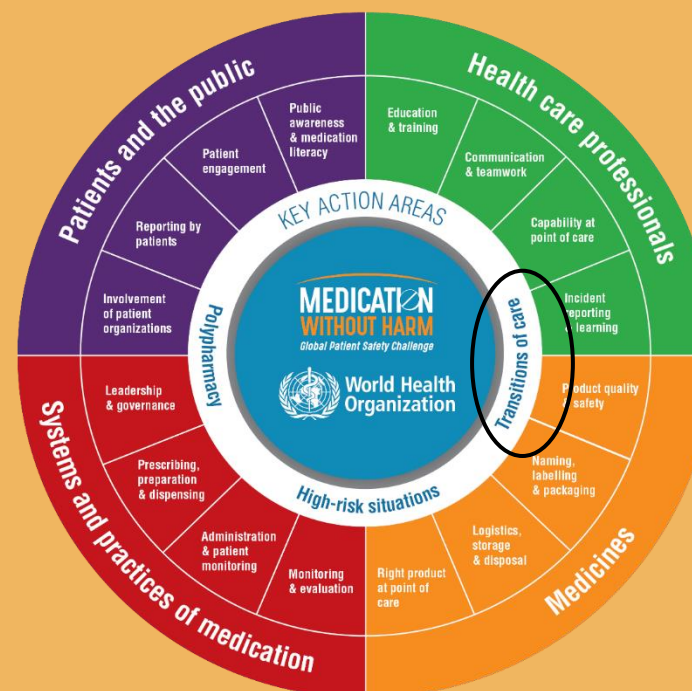 Patients and the public
Public
awareness
& medication
literacy
Patient
engagement
Reporting by
patients
Involvement
of patient
organizations
Health care professionals
Education
& training
Communication
& teamwork
Capability at
point of care
Incident
reporting
& learning
KEY ACTION AREAS
Polypharmacy
Transitions of care
High-risk situations
MEDICATION
WITHOUT HARM
Global Patient Safety Challenge
World Health
Organization
Systems and practices of medication
Leadership
& governance
Prescribing,
preparation
& dispensing
Administration
& patient
monitoring
Monitoring
& evaluation
Medicines
Product quality
& safety
Naming,
labelling
& packaging
Logistics,
storage
& disposal
Right product
at point of
care